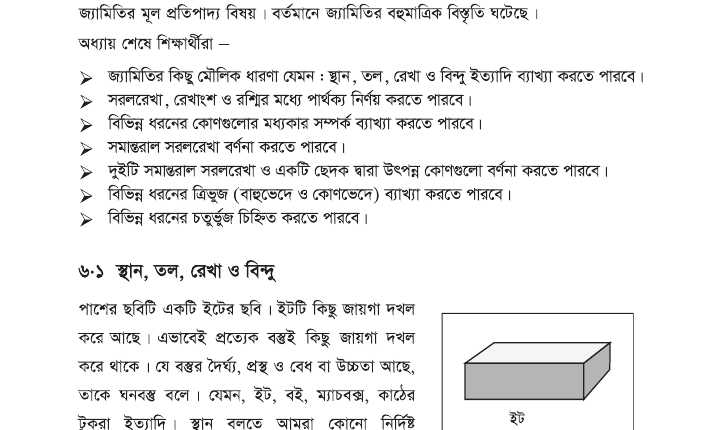 জ্যামিতির মূল প্রতিপাদ্য বিষয়। বর্তমানে জ্যামিতির বহুমাত্রিক বিস্তৃতি ঘটেছে।
অধ্যায় শেষে শিক্ষার্থীরা –
➢ জ্যামিতির কিছু মৌলিক ধারণা যেমন : স্থান, তল, রেখা ও বিন্দু ইত্যাদি ব্যাখ্যা করতে পারবে।
➢ সরলরেখা, রেখাংশ ও রশ্মির মধ্যে পার্থক্য নির্ণয় করতে পারবে।
➢ বিভিন্ন ধরনের কোণগুলোর মধ্যকার সম্পর্ক ব্যাখ্যা করতে পারবে।
➢ সমান্তরাল সরলরেখা বর্ণনা করতে পারবে।
➢ দুইটি সমান্তরাল সরলরেখা ও একটি ছেদক দ্বারা উৎপন্ন কোণগুলো বর্ণনা করতে পারবে।
➢ বিভিন্ন ধরনের ত্রিভুজ (বাহুভেদে ও কোণভেদে) ব্যাখ্যা করতে পারবে।
➢ বিভিন্ন ধরনের চতুর্ভুজ চিহ্নিত করতে পারবে।
৬·১ স্থান, তল, রেখা ও বিন্দু
পাশের ছবিটি একটি ইটের ছবি। ইটটি কিছু জায়গা দখল
করে আছে। এভাবেই প্রত্যেক বস্তুই কিছু জায়গা দখল
করে থাকে। যে বস্তুর দৈর্ঘ্য, প্রস্থ ও বেধ বা উচ্চতা আছে,
তাকে ঘনবস্তু বলে। যেমন, ইট, বই, ম্যাচবক্স, কাঠের
টুকরা ইত্যাদি। স্থান বলতে আমরা কোনো নির্দিষ্ট
ইট